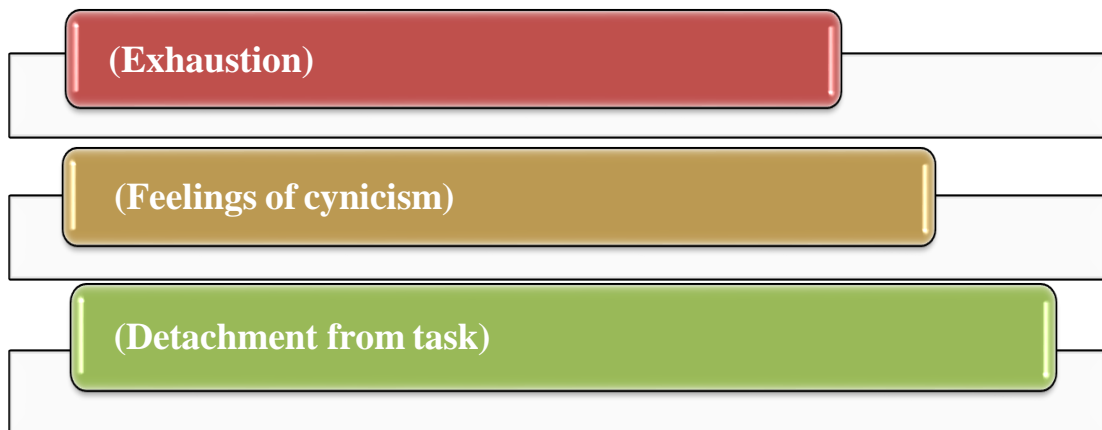 (Exhaustion)
(Feelings of cynicism)
(Detachment from task)